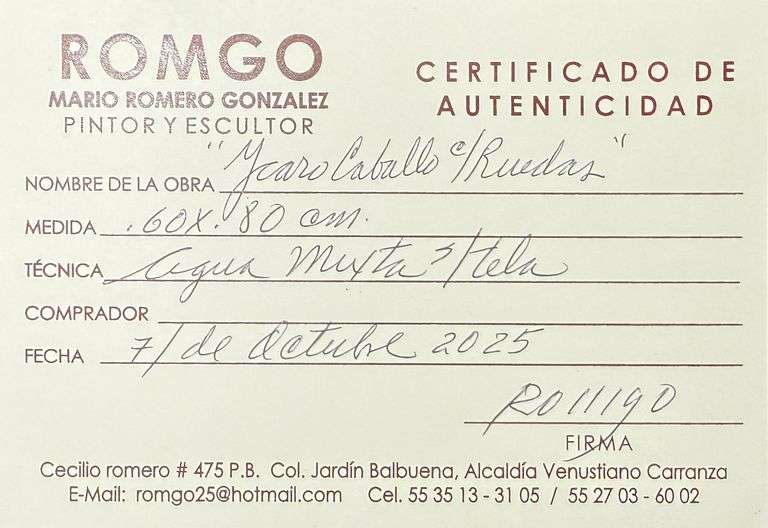 ROMGO
MARIO ROMERO GONZALEZ
PINTOR Y ESCULTOR
CERTIFICADO DE
AUTENTICIDAD
NOMBRE DE LA OBRA "Ycaro Caballo c/Ruedas"
MEDIDA .60X.80 cm.
TÉCNICA Agua Mixta s/tela
COMPRADOR
FECHA 7/de Octubre 2025
ROMGO
FIRMA
Cecilio romero # 475 P.B. Col. Jardín Balbuena, Alcaldía Venustiano Carranza
E-Mail: romgo25@hotmail.com Cel. 55 35 13 - 31 05 / 55 27 03 - 60 02